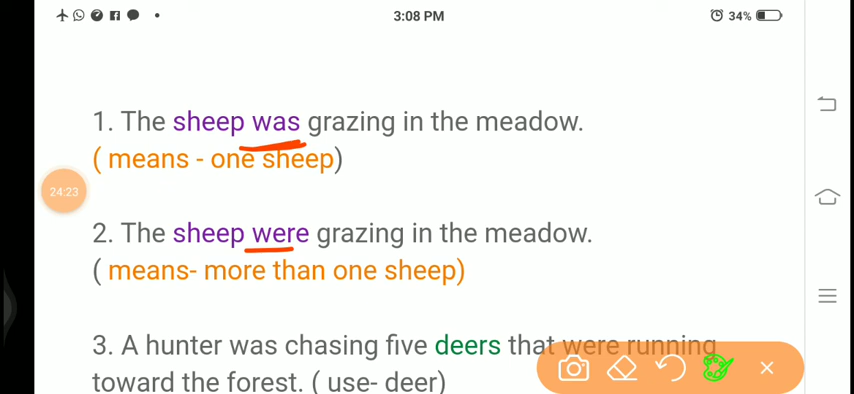 3:08 PM
34%
1. The sheep was grazing in the meadow.
( means - one sheep)
24:23
2. The sheep were grazing in the meadow.
( means- more than one sheep)
3. A hunter was chasing five deers that were running
toward the forest. ( use- deer)